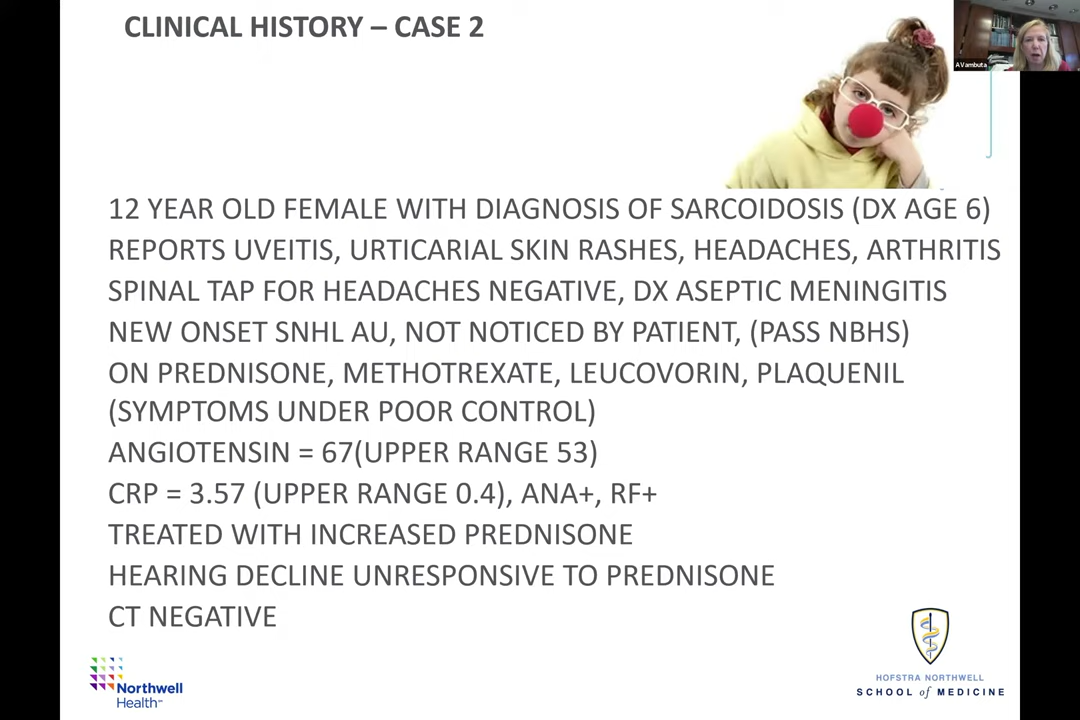 CLINICAL HISTORY – CASE 2
AVambuta
12 YEAR OLD FEMALE WITH DIAGNOSIS OF SARCOIDOSIS (DX AGE 6)
REPORTS UVEITIS, URTICARIAL SKIN RASHES, HEADACHES, ARTHRITIS
SPINAL TAP FOR HEADACHES NEGATIVE, DX ASEPTIC MENINGITIS
NEW ONSET SNHL AU, NOT NOTICED BY PATIENT, (PASS NBHS)
ON PREDNISONE, METHOTREXATE, LEUCOVORIN, PLAQUENIL
(SYMPTOMS UNDER POOR CONTROL)
ANGIOTENSIN = 67(UPPER RANGE 53)
CRP = 3.57 (UPPER RANGE 0.4), ANA+, RF+
TREATED WITH INCREASED PREDNISONE
HEARING DECLINE UNRESPONSIVE TO PREDNISONE
CT NEGATIVE
Northwell
Health℠
HOFSTRA NORTHWELL
SCHOOL of MEDICINE